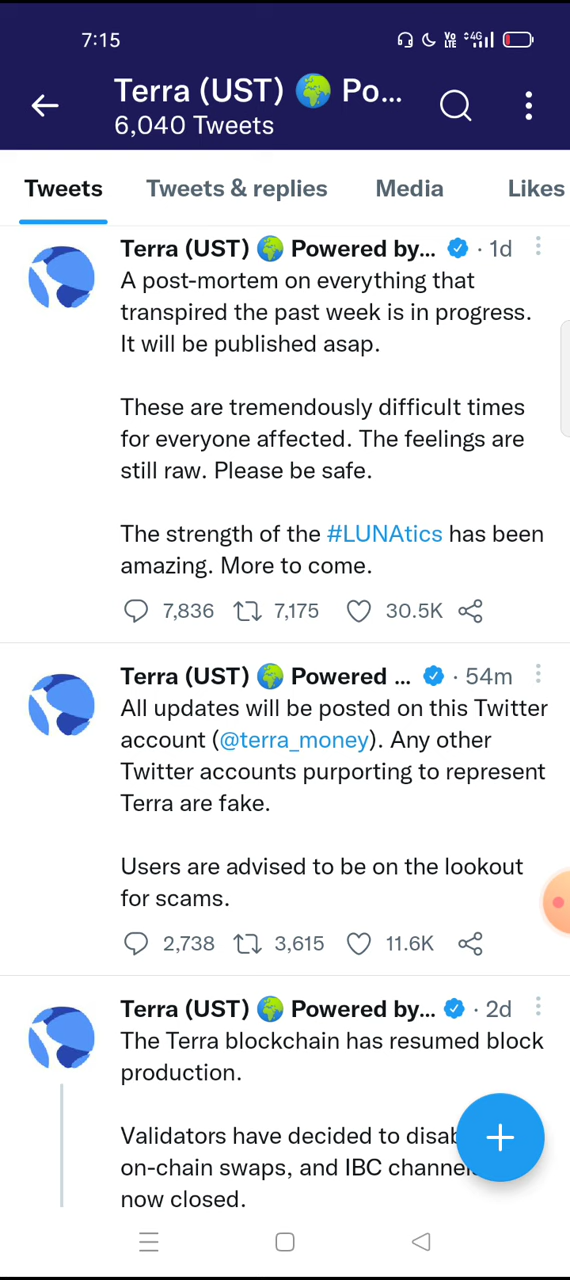 7:15
Vo LTE 4G
Terra (UST) 🌍 Po...
6,040 Tweets
Tweets Tweets & replies Media Likes
Terra (UST) 🌍 Powered by... · 1d
A post-mortem on everything that
transpired the past week is in progress.
It will be published asap.
These are tremendously difficult times
for everyone affected. The feelings are
still raw. Please be safe.
The strength of the #LUNAtics has been
amazing. More to come.
7,836 7,175 30.5K
Terra (UST) 🌍 Powered ... · 54m
All updates will be posted on this Twitter
account (@terra_money). Any other
Twitter accounts purporting to represent
Terra are fake.
Users are advised to be on the lookout
for scams.
2,738 3,615 11.6K
Terra (UST) 🌍 Powered by... · 2d
The Terra blockchain has resumed block
production.
Validators have decided to disab
on-chain swaps, and IBC channel
now closed.